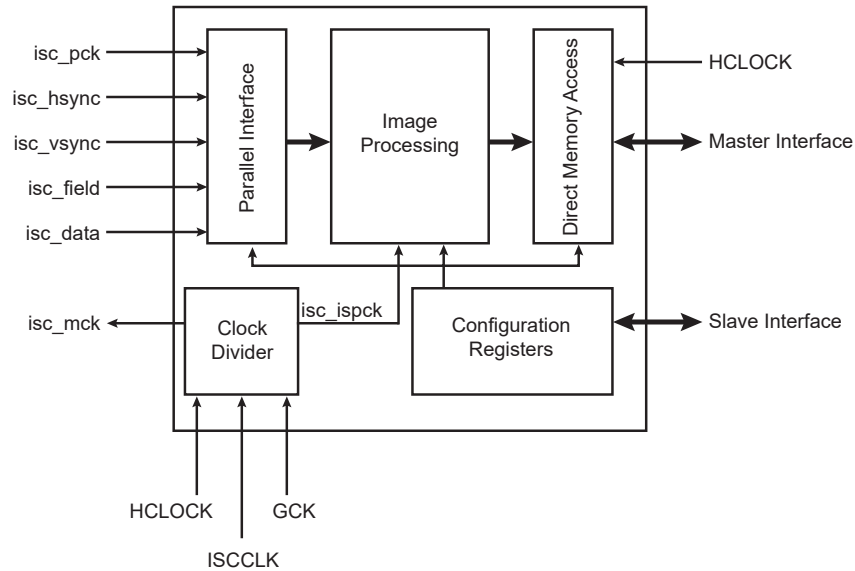 isc_pck
isc_hsync
isc_vsync
isc_field
isc_data
Parallel Interface
Image
Processing
Direct Memory Access
HCLOCK
Master Interface
isc_mck
Clock
Divider
isc_ispck
Configuration
Registers
Slave Interface
HCLOCK
GCK
ISCCLK